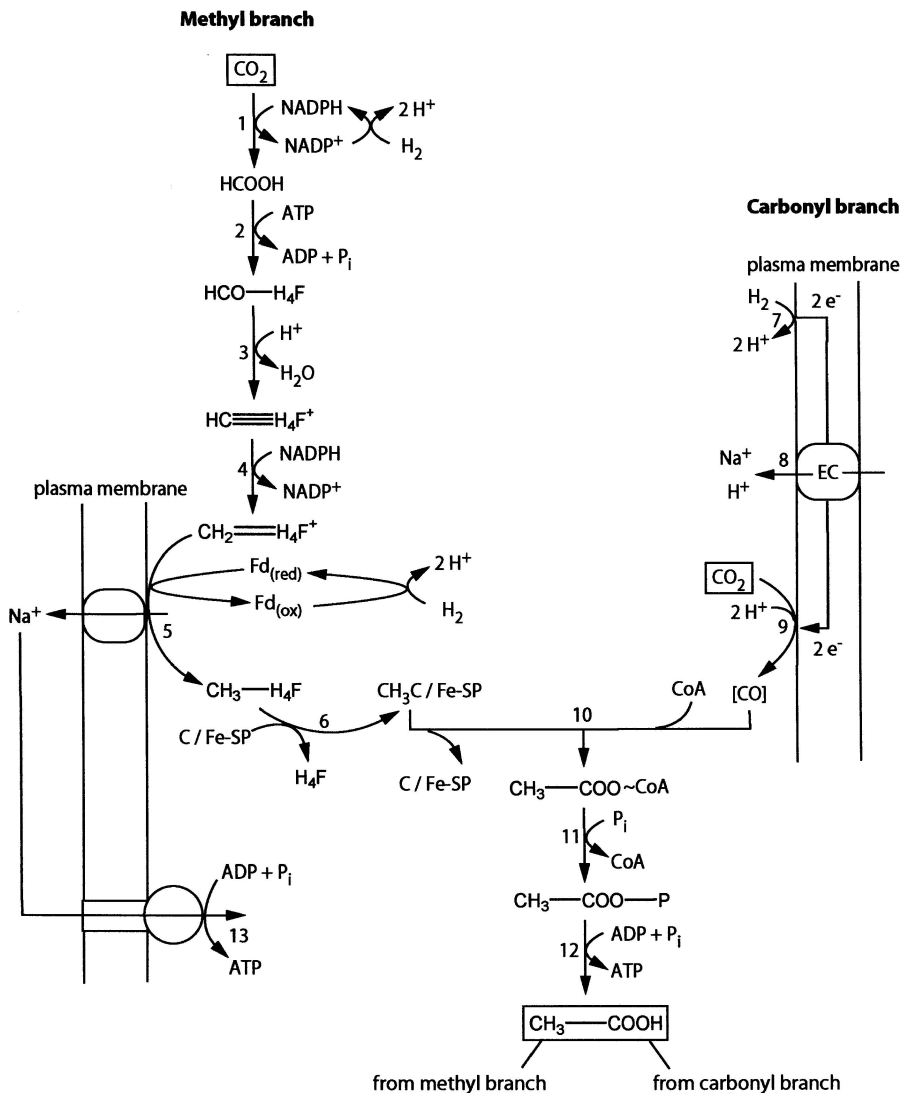 Methyl branch
CO2
1
NADPH
NADP+
2 H+
H2
HCOOH
2
ATP
ADP + Pi
HCO—H4F
3
H+
H2O
HC≡H4F+
4
NADPH
NADP+
plasma membrane
CH2=H4F+
Fd(red)
Fd(ox)
2 H+
H2
Na+
5
CH3—H4F
C / Fe-SP
6
H4F
CH3C / Fe-SP
C / Fe-SP
ADP + Pi
13
ATP
Carbonyl branch
plasma membrane
H2
2 e-
7
2 H+
Na+
8
EC
H+
CO2
2 H+
9
2 e-
[CO]
CoA
10
CH3—COO~CoA
11
Pi
CoA
CH3—COO—P
12
ADP + Pi
ATP
CH3—COOH
from methyl branch
from carbonyl branch